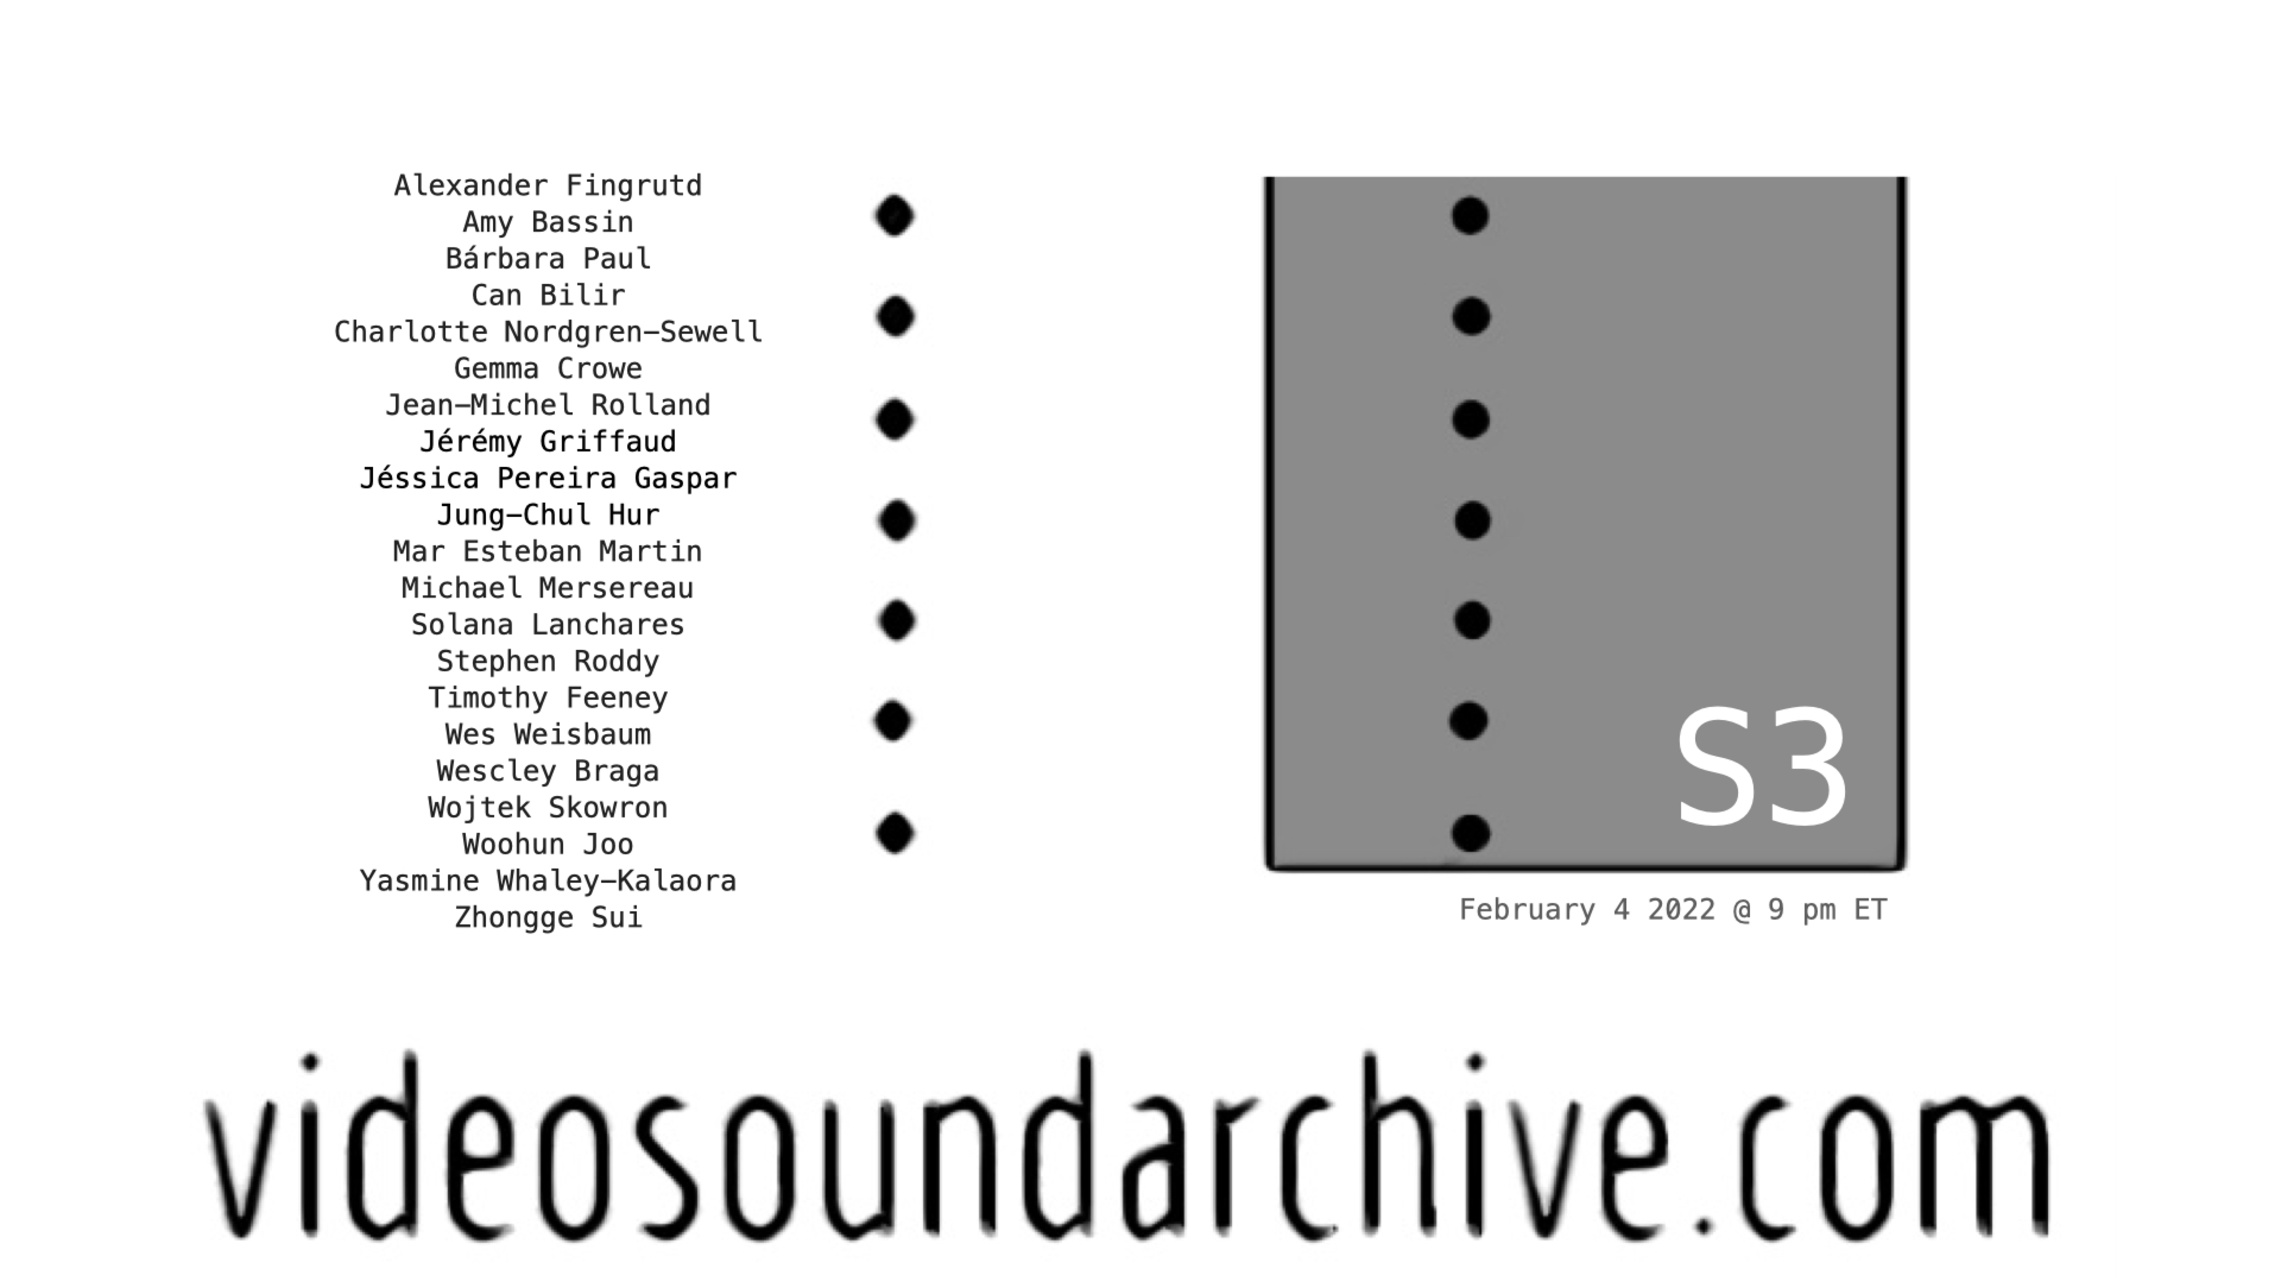 Alexander Fingrutd
Amy Bassin
Bárbara Paul
Can Bilir
Charlotte Nordgren–Sewell
Gemma Crowe
Jean–Michel Rolland
Jérémy Griffaud
Jéssica Pereira Gaspar
Jung–Chul Hur
Mar Esteban Martin
Michael Mersereau
Solana Lanchares
Stephen Roddy
Timothy Feeney
Wes Weisbaum
Wescley Braga
Wojtek Skowron
Woohun Joo
Yasmine Whaley–Kalaora
Zhongge Sui
S3
February 4 2022 @ 9 pm ET
videosoundarchive.com